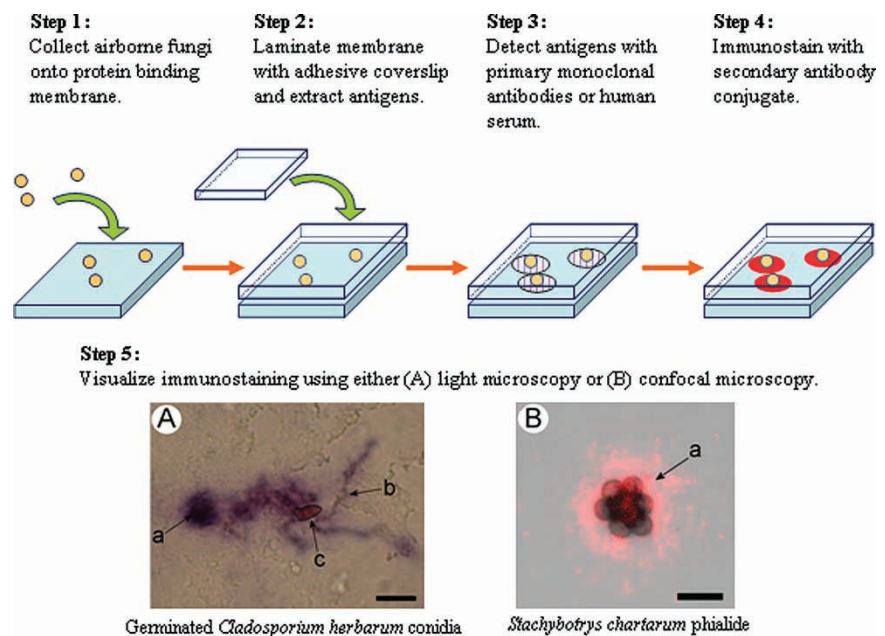 Step 1:
Collect airborne fungi
onto protein binding
membrane.
Step 2:
Laminate membrane
with adhesive coverslip
and extract antigens.
Step 3:
Detect antigens with
primary monoclonal
antibodies or human
serum.
Step 4:
Immunostain with
secondary antibody
conjugate.
Step 5:
Visualize immunostaining using either (A) light microscopy or (B) confocal microscopy.
A
a
b
c
Germinated Cladosporium herbarum conidia
B
a
Stachybotrys chartarum phialide